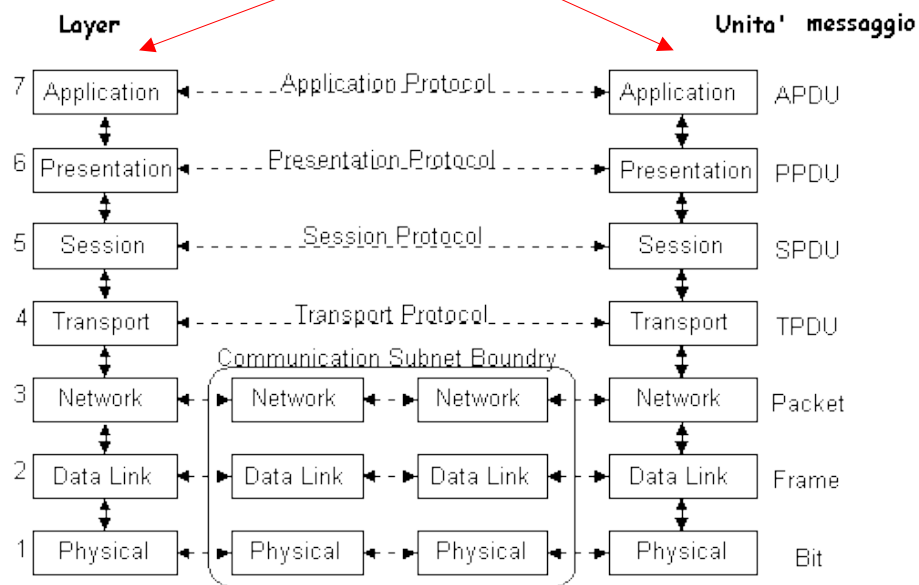 Layer Unita' messaggio
7 Application Application Protocol Application APDU
6 Presentation Presentation Protocol Presentation PPDU
5 Session Session Protocol Session SPDU
4 Transport Transport Protocol Transport TPDU
Communication Subnet Boundry
3 Network Network Network Network Packet
2 Data Link Data Link Data Link Data Link Frame
1 Physical Physical Physical Physical Bit